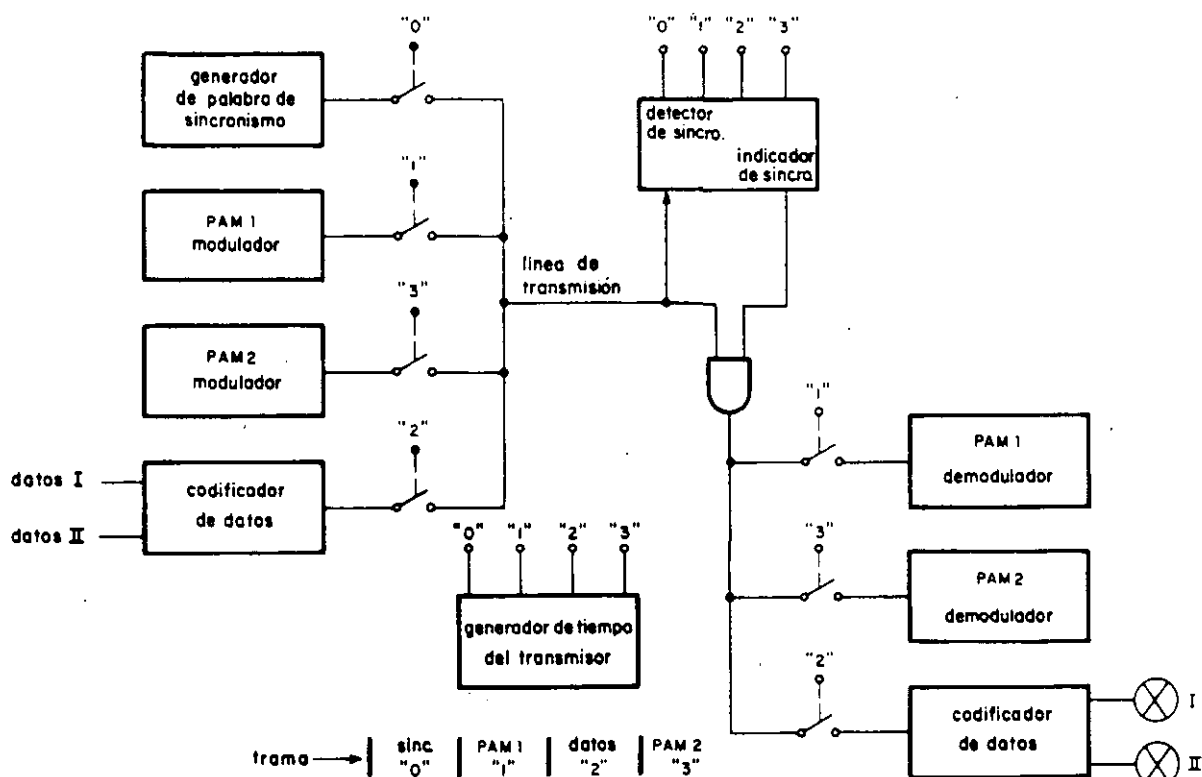 "0"
generador
de palabra de
sincronismo
"1"
PAM 1
modulador
"3"
PAM 2
modulador
"2"
datos I
datos II
codificador
de datos
"0" "1" "2" "3"
generador de tiempo
del transmisor
trama
sinc. "0"
PAM 1 "1"
datos "2"
PAM 2 "3"
línea de
transmisión
"0" "1" "2" "3"
detector
de sincro.
indicador
de sincro.
"1"
PAM 1
demodulador
"3"
PAM 2
demodulador
"2"
codificador
de datos
I
II